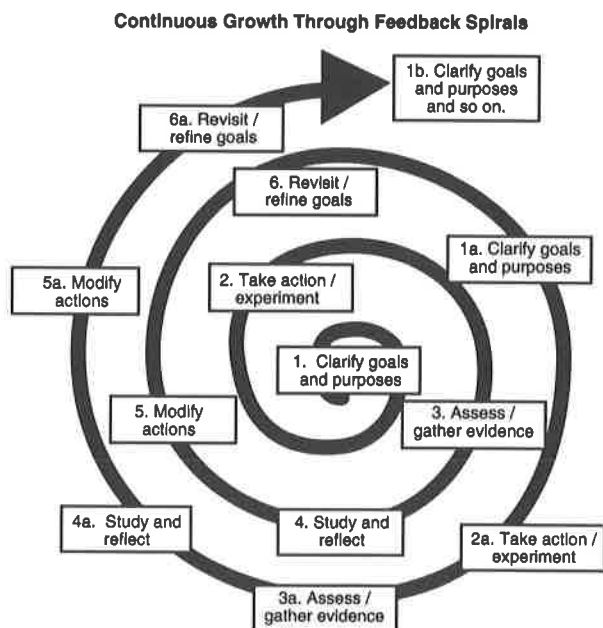 Continuous Growth Through Feedback Spirals
1b. Clarify goals
and purposes
and so on.
6a. Revisit /
refine goals
6. Revisit /
refine goals
1a. Clarify goals
and purposes
5a. Modify
actions
2. Take action /
experiment
1. Clarify goals
and purposes
5. Modify
actions
3. Assess /
gather evidence
4a. Study and
reflect
4. Study and
reflect
2a. Take action /
experiment
3a. Assess /
gather evidence